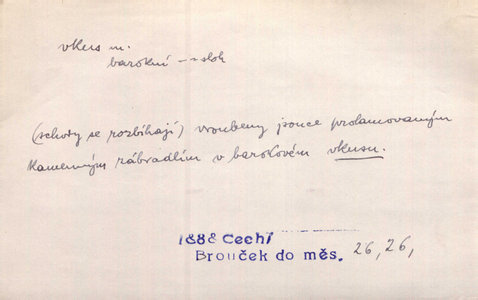 vkus m.
barokní — sloh
(schody se rozbíhají) vroubeny jsouce prolamovaným
kamenným zábradlím v barokovém vkusu.
1888 Čech
Brouček do měs. 26, 26,